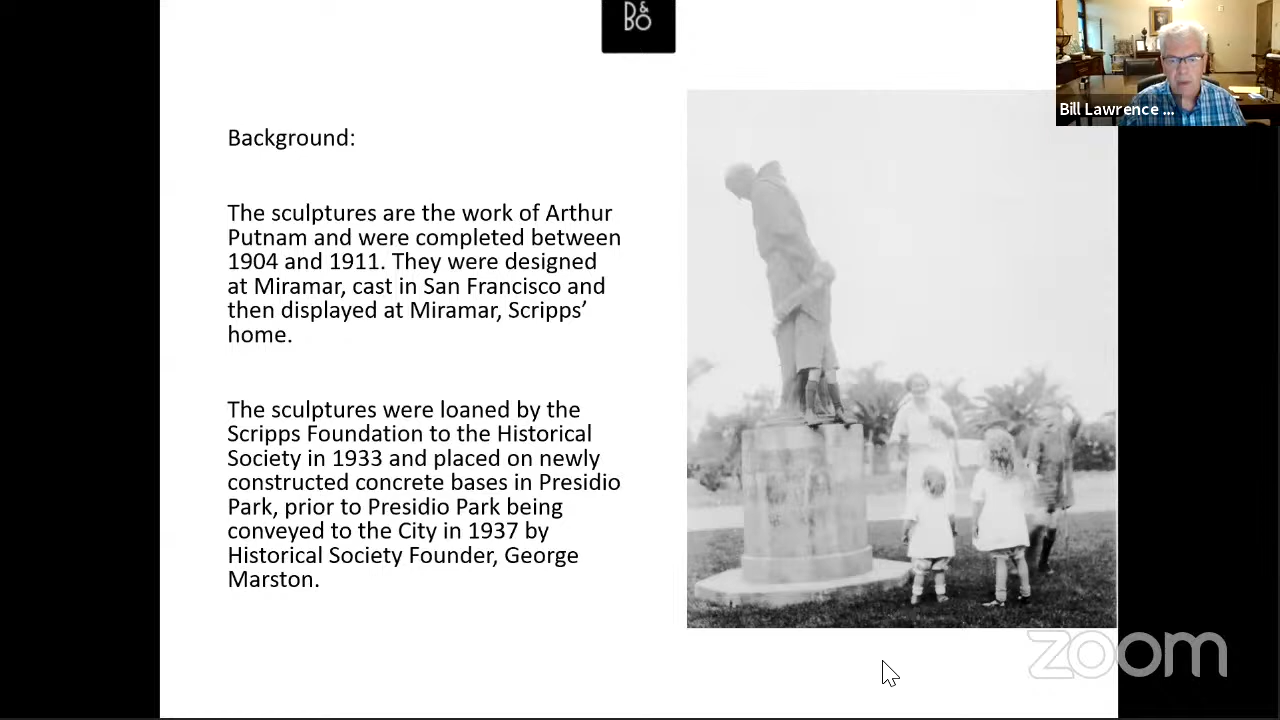 B&O
Bill Lawrence ...
Background:
The sculptures are the work of Arthur
Putnam and were completed between
1904 and 1911. They were designed
at Miramar, cast in San Francisco and
then displayed at Miramar, Scripps’
home.
The sculptures were loaned by the
Scripps Foundation to the Historical
Society in 1933 and placed on newly
constructed concrete bases in Presidio
Park, prior to Presidio Park being
conveyed to the City in 1937 by
Historical Society Founder, George
Marston.
zoom